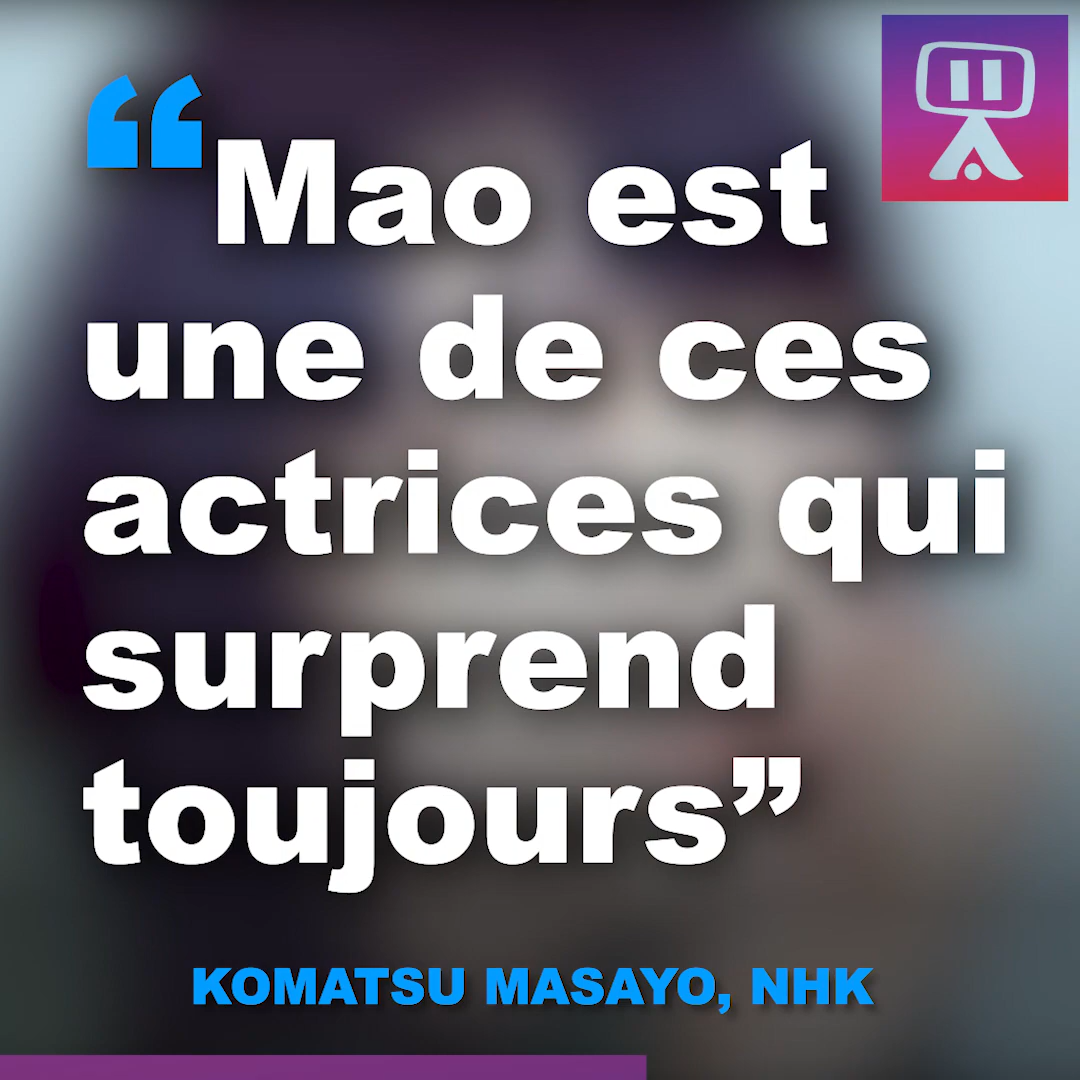 “Mao est
une de ces
actrices qui
surprend
toujours”
KOMATSU MASAYO, NHK